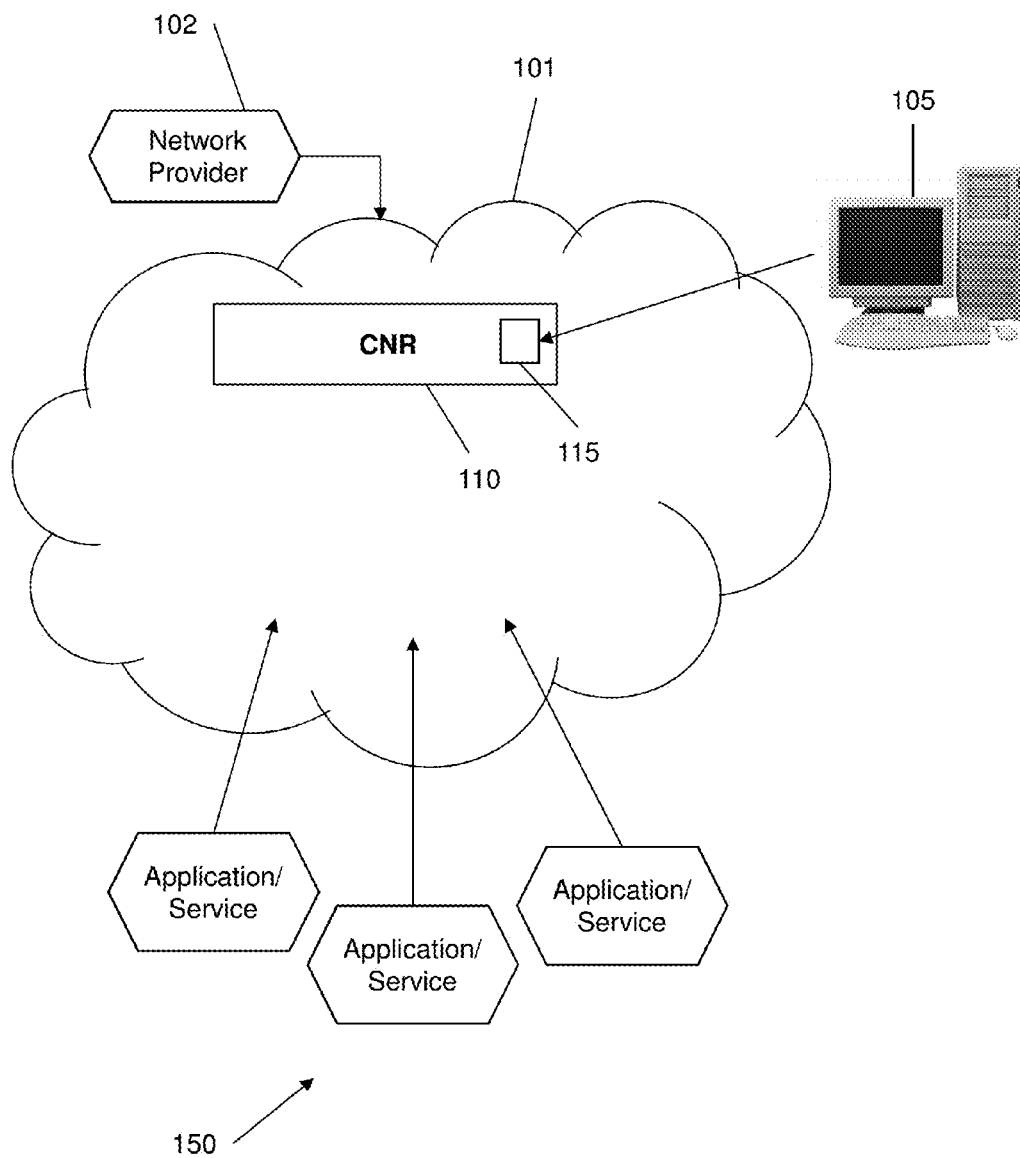 102
101
105
Network
Provider
CNR
115
110
Application/
Service
Application/
Service
Application/
Service
150